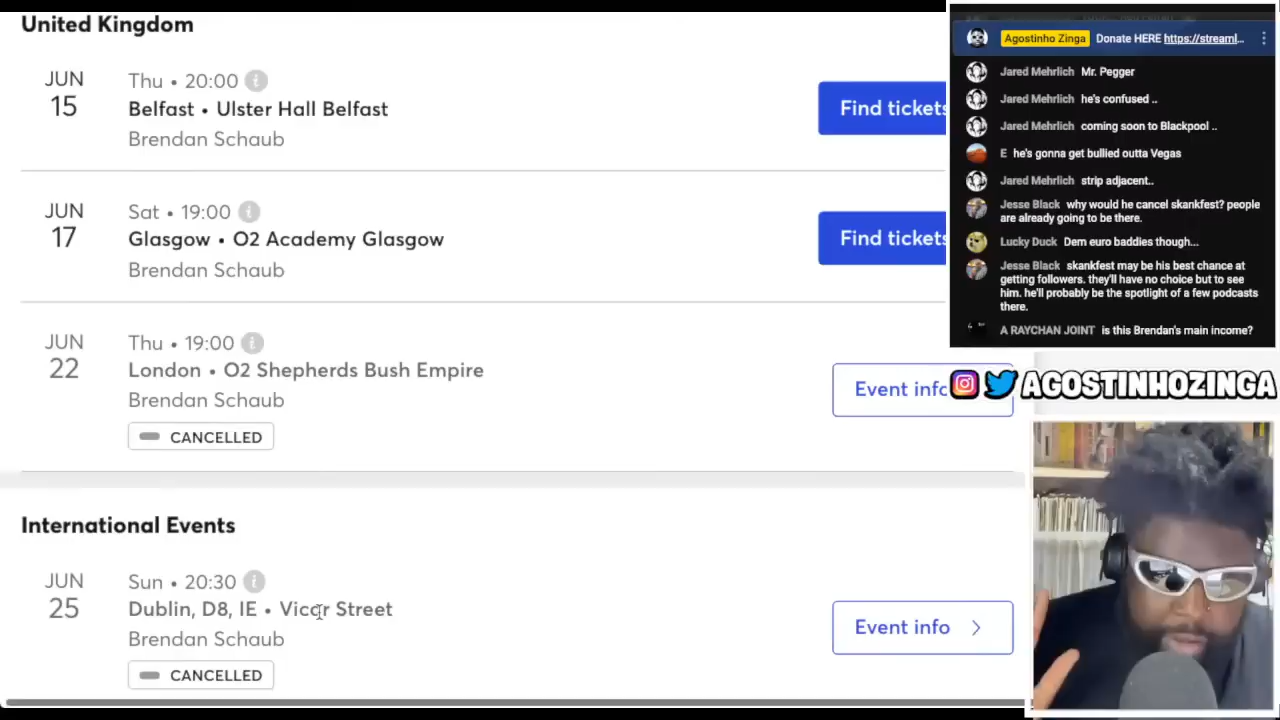 United Kingdom
JUN
15
Thu • 20:00
Belfast • Ulster Hall Belfast
Brendan Schaub
Find tickets
JUN
17
Sat • 19:00
Glasgow • O2 Academy Glasgow
Brendan Schaub
Find tickets
JUN
22
Thu • 19:00
London • O2 Shepherds Bush Empire
Brendan Schaub
CANCELLED
Event info
International Events
JUN
25
Sun • 20:30
Dublin, D8, IE • Vicar Street
Brendan Schaub
CANCELLED
Event info
Agostinho Zinga Donate HERE https://streaml...
Jared Mehrlich Mr. Pegger
Jared Mehrlich he's confused ..
Jared Mehrlich coming soon to Blackpool ..
E he's gonna get bullied outta Vegas
Jared Mehrlich strip adjacent..
Jesse Black why would he cancel skankfest? people
are already going to be there.
Lucky Duck Dem euro baddies though...
Jesse Black skankfest may be his best chance at
getting followers. they'll have no choice but to see
him. he'll probably be the spotlight of a few podcasts
there.
A RAYCHAN JOINT is this Brendan's main income?
AGOSTINHOZINGA